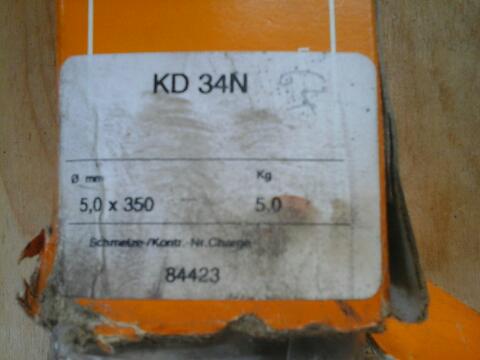 KD 34N
Ø mm Kg
5,0 x 350 5.0
Schmelze-/Kontr.-Nr.Charge
84423